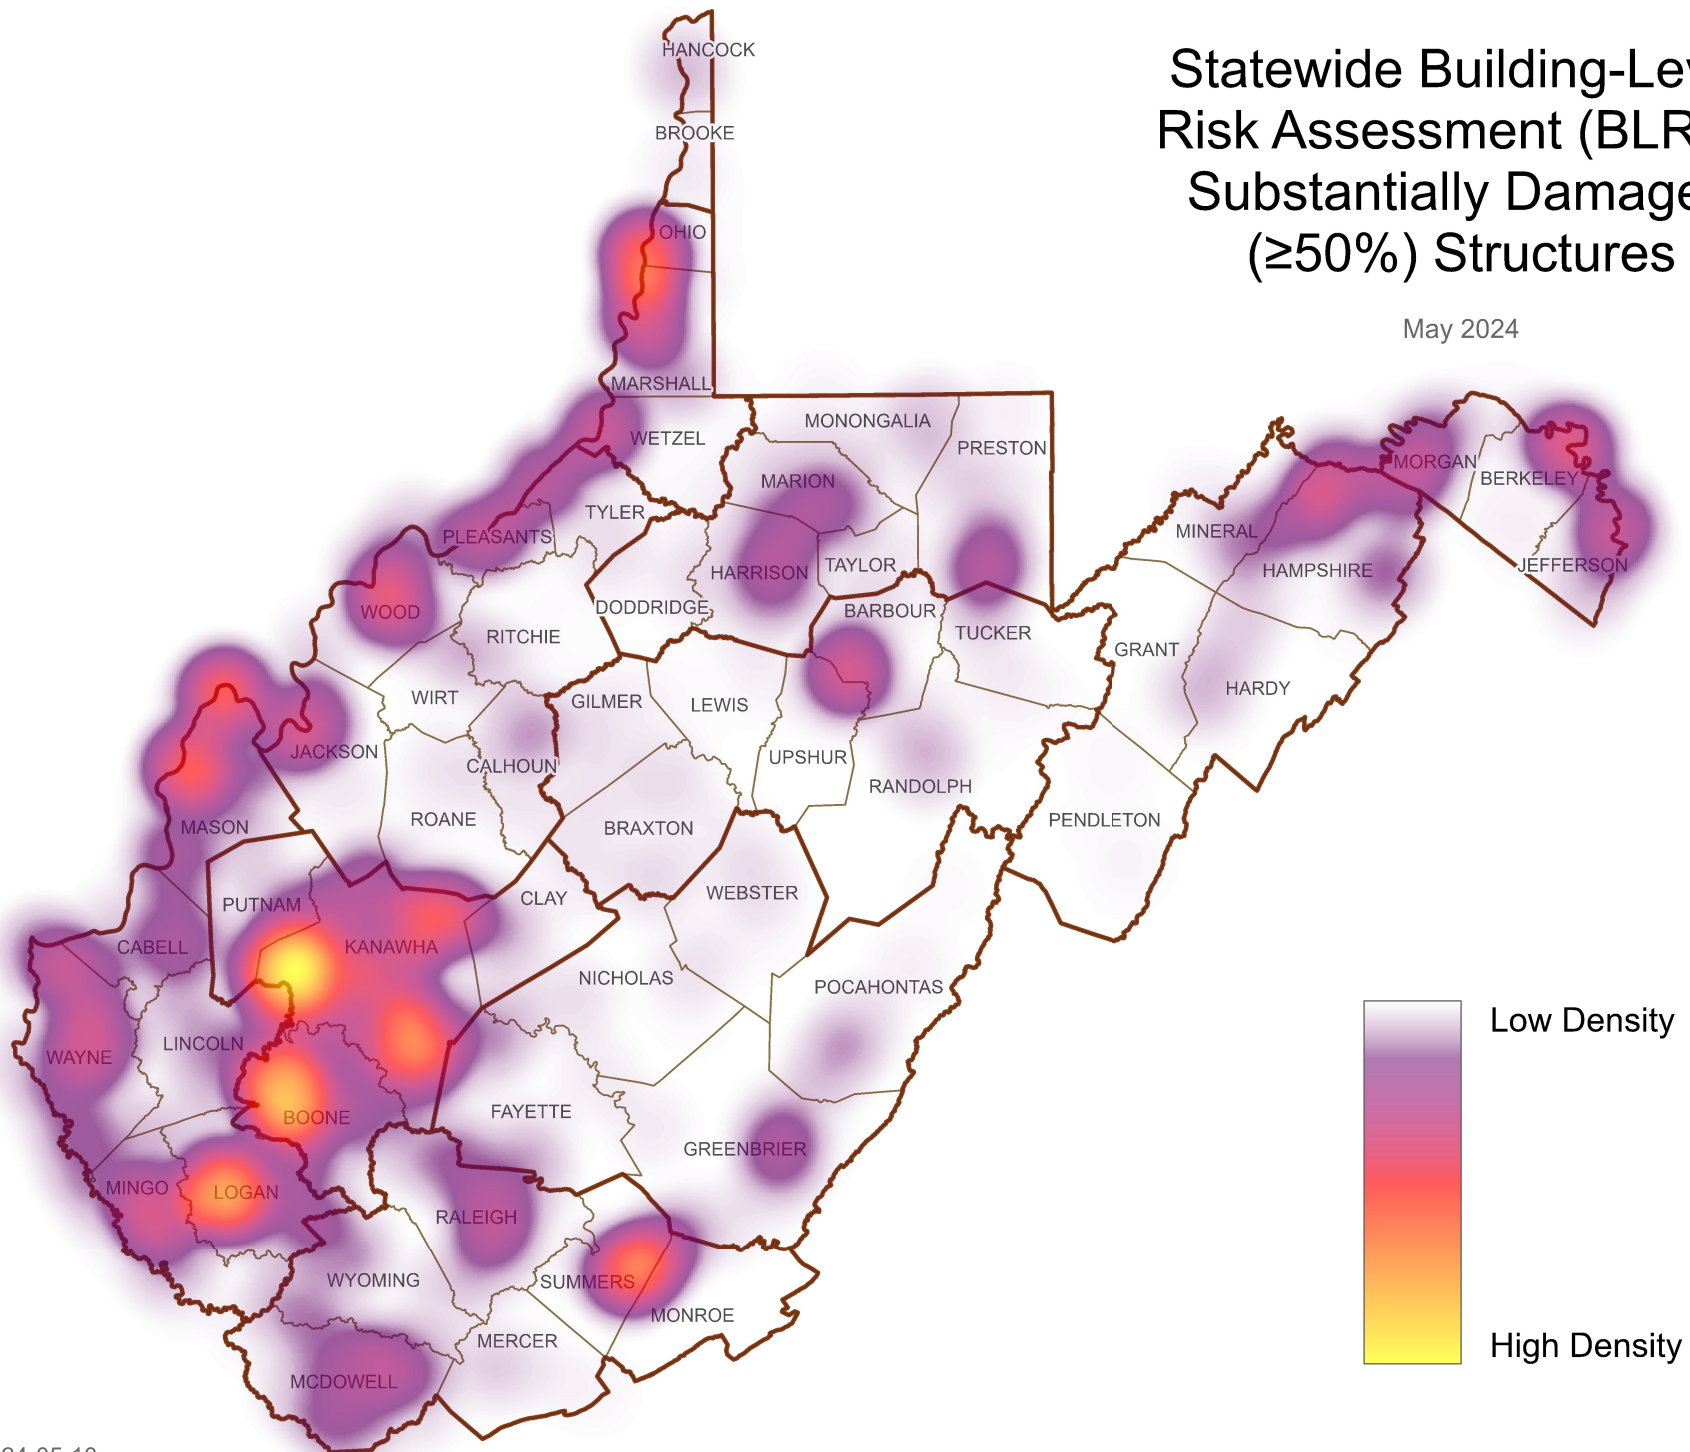 Statewide Building-Lev
Risk Assessment (BLR
Substantially Damage
(≥50%) Structures
May 2024
HANCOCK
BROOKE
OHIO
MARSHALL
WETZEL
MONONGALIA
PRESTON
MARION
TYLER
PLEASANTS
MORGAN
BERKELEY
MINERAL
HAMPSHIRE
JEFFERSON
HARRISON
TAYLOR
WOOD
DODDRIDGE
BARBOUR
RITCHIE
TUCKER
GRANT
HARDY
WIRT
GILMER
LEWIS
JACKSON
CALHOUN
UPSHUR
RANDOLPH
MASON
ROANE
BRAXTON
PENDLETON
PUTNAM
CLAY
WEBSTER
CABELL
KANAWHA
NICHOLAS
POCAHONTAS
WAYNE
LINCOLN
BOONE
FAYETTE
GREENBRIER
MINGO
LOGAN
RALEIGH
WYOMING
SUMMERS
MONROE
MERCER
MCDOWELL
Low Density
High Density